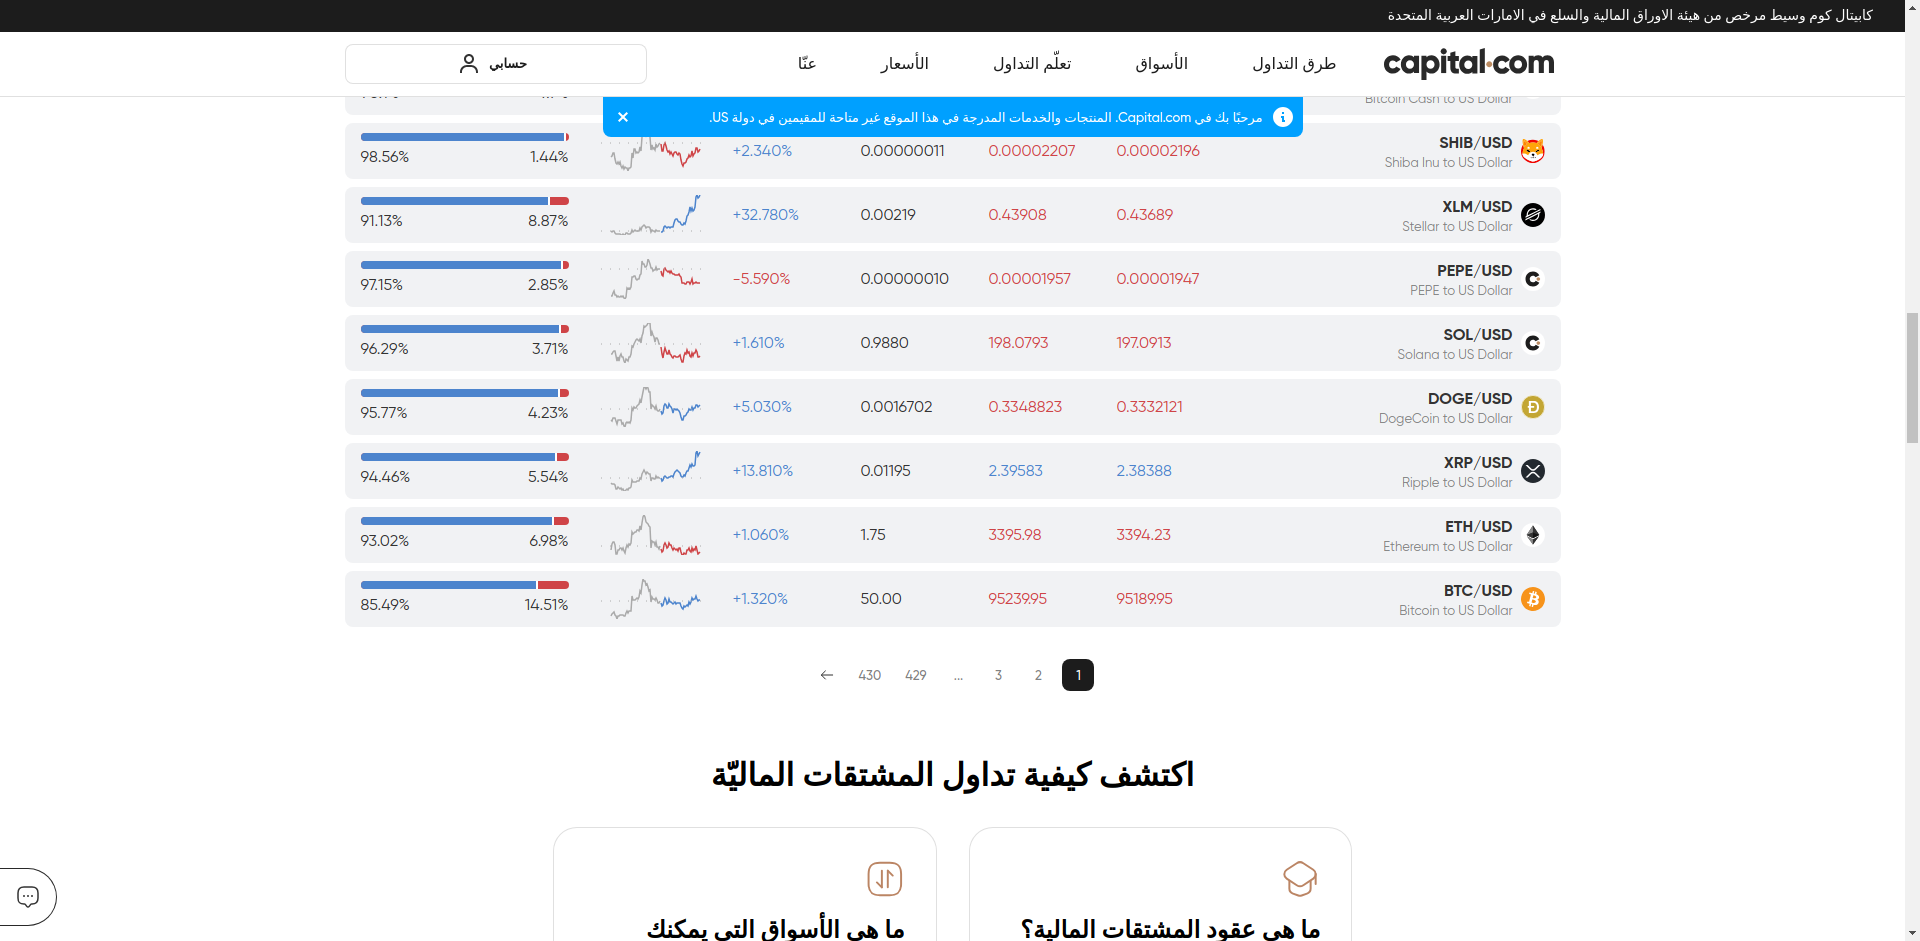 كابيتال كوم وسيط مرخص من هيئة الاوراق المالية والسلع في الامارات العربية المتحدة
capital.com
طرق التداول
الأسواق
تعلّم التداول
الأسعار
عنّا
حسابي
Bitcoin Cash to US Dollar
مرحبًا بك في Capital.com. المنتجات والخدمات المدرجة في هذا الموقع غير متاحة للمقيمين في دولة US.
SHIB/USD
Shiba Inu to US Dollar
0.00002196
0.00002207
0.00000011
+2.340%
1.44%
98.56%
XLM/USD
Stellar to US Dollar
0.43689
0.43908
0.00219
+32.780%
8.87%
91.13%
PEPE/USD
PEPE to US Dollar
0.00001947
0.00001957
0.00000010
-5.590%
2.85%
97.15%
SOL/USD
Solana to US Dollar
197.0913
198.0793
0.9880
+1.610%
3.71%
96.29%
DOGE/USD
DogeCoin to US Dollar
0.3332121
0.3348823
0.0016702
+5.030%
4.23%
95.77%
XRP/USD
Ripple to US Dollar
2.38388
2.39583
0.01195
+13.810%
5.54%
94.46%
ETH/USD
Ethereum to US Dollar
3394.23
3395.98
1.75
+1.060%
6.98%
93.02%
BTC/USD
Bitcoin to US Dollar
95189.95
95239.95
50.00
+1.320%
14.51%
85.49%
1
2
3
...
429
430
اكتشف كيفية تداول المشتقات الماليّة
ما هي عقود المشتقات المالية؟
ما هي الأسواق التي يمكنك